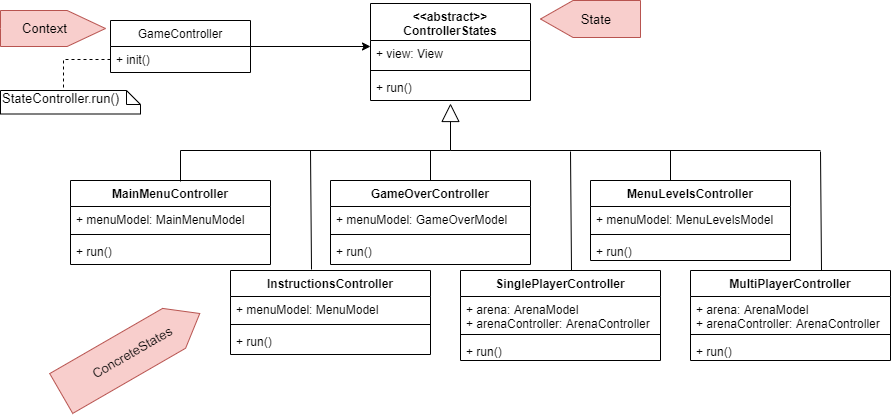 Context
GameController
+ init()
StateController.run()
<<abstract>>
ControllerStates
+ view: View
+ run()
State
MainMenuController
+ menuModel: MainMenuModel
+ run()
GameOverController
+ menuModel: GameOverModel
+ run()
MenuLevelsController
+ menuModel: MenuLevelsModel
+ run()
InstructionsController
+ menuModel: MenuModel
+ run()
SinglePlayerController
+ arena: ArenaModel
+ arenaController: ArenaController
+ run()
MultiPlayerController
+ arena: ArenaModel
+ arenaController: ArenaController
+ run()
ConcreteStates